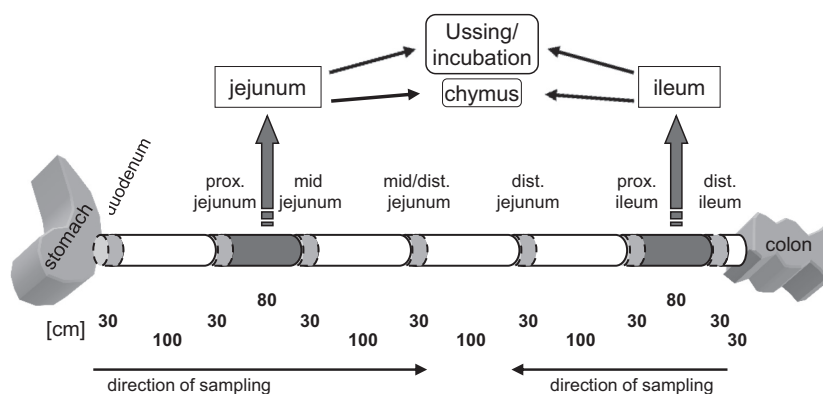 Ussing/
incubation
jejunum
chymus
ileum
stomach
duodenum
prox.
jejunum
mid
jejunum
mid/dist.
jejunum
dist.
jejunum
prox.
ileum
dist.
ileum
colon
80 80
[cm] 30 30 30 30 30 30 30
100 100 100 100 30
direction of sampling direction of sampling